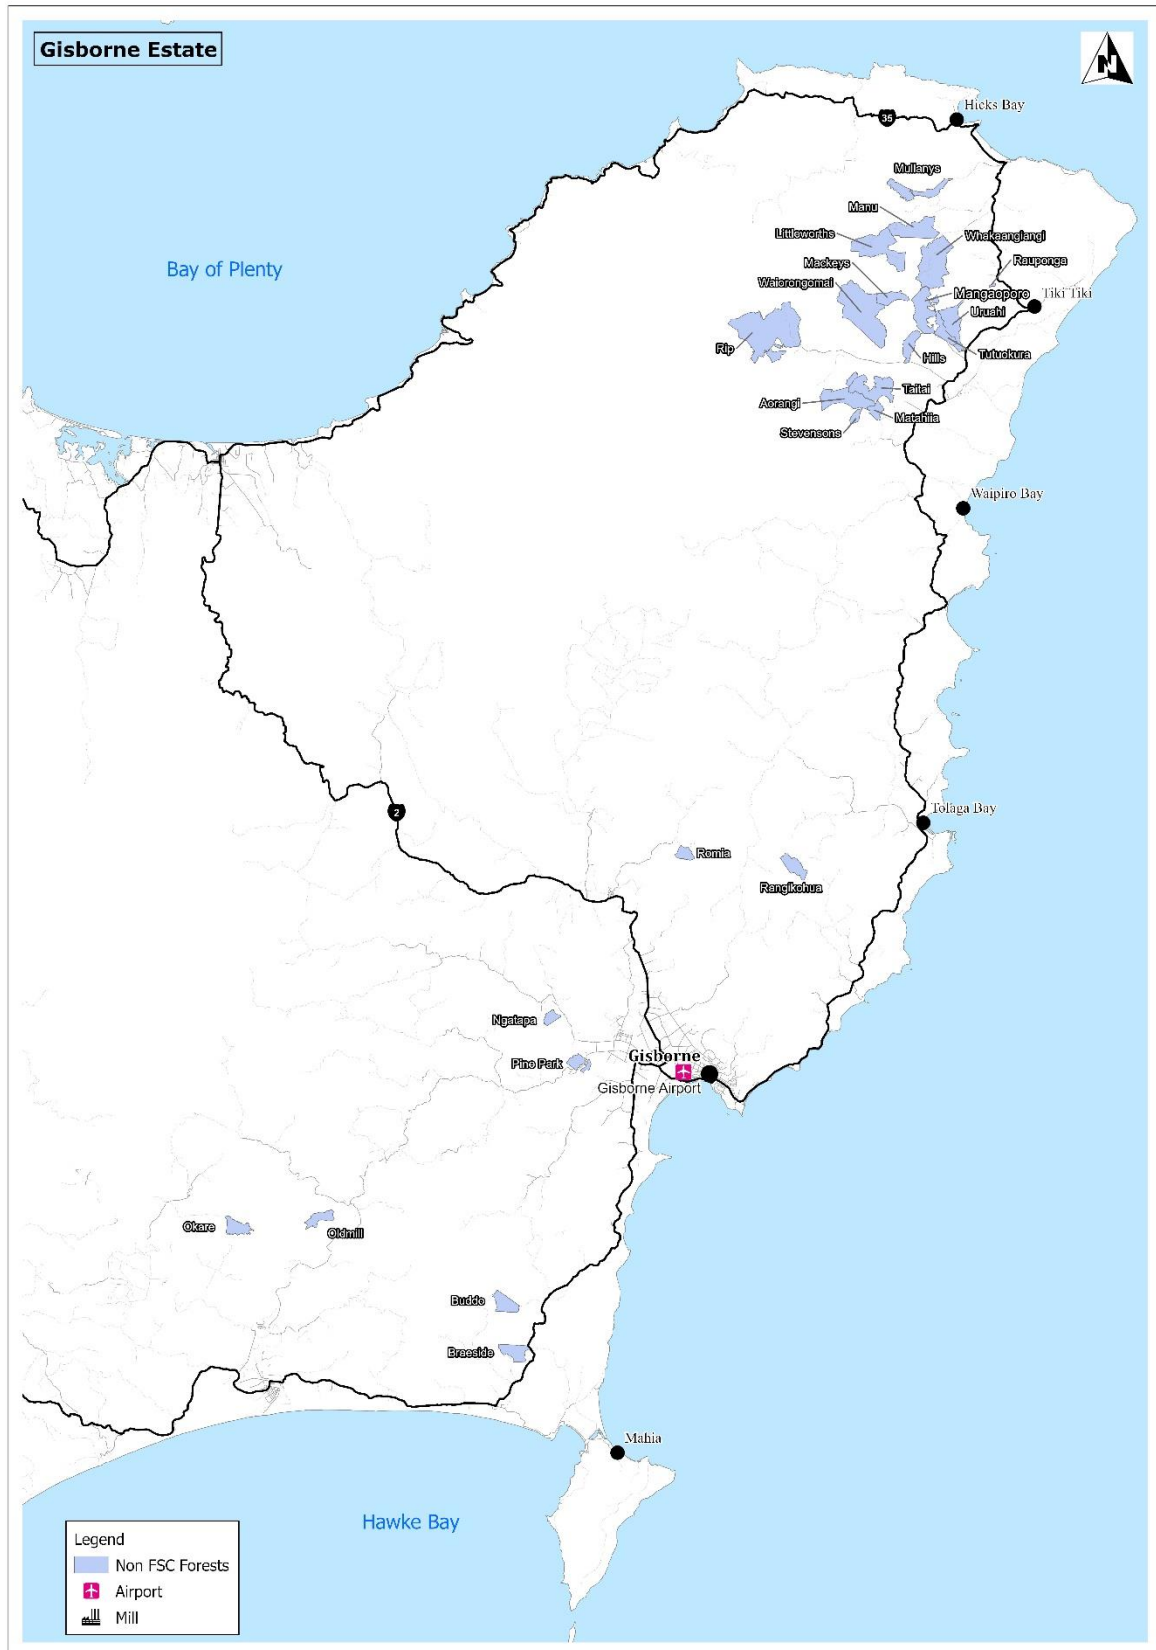 Gisborne Estate
N
Hicks Bay
35
Mullanys
Manu
Littleworths
Whakaangiangi
Mackeys
Rauponga
Waiorongomai
Mangaoporo
Tiki Tiki
Uruahi
Rip
Hills
Tutuokura
Bay of Plenty
Taitai
Aorangi
Matahiia
Stevensons
Waipiro Bay
2
Tolaga Bay
Romia
Rangikohua
Ngatapa
Pino Park
Gisborne
Gisborne Airport
Okare
Oldmill
Buddo
Braeside
Mahia
Hawke Bay
Legend
Non FSC Forests
Airport
Mill